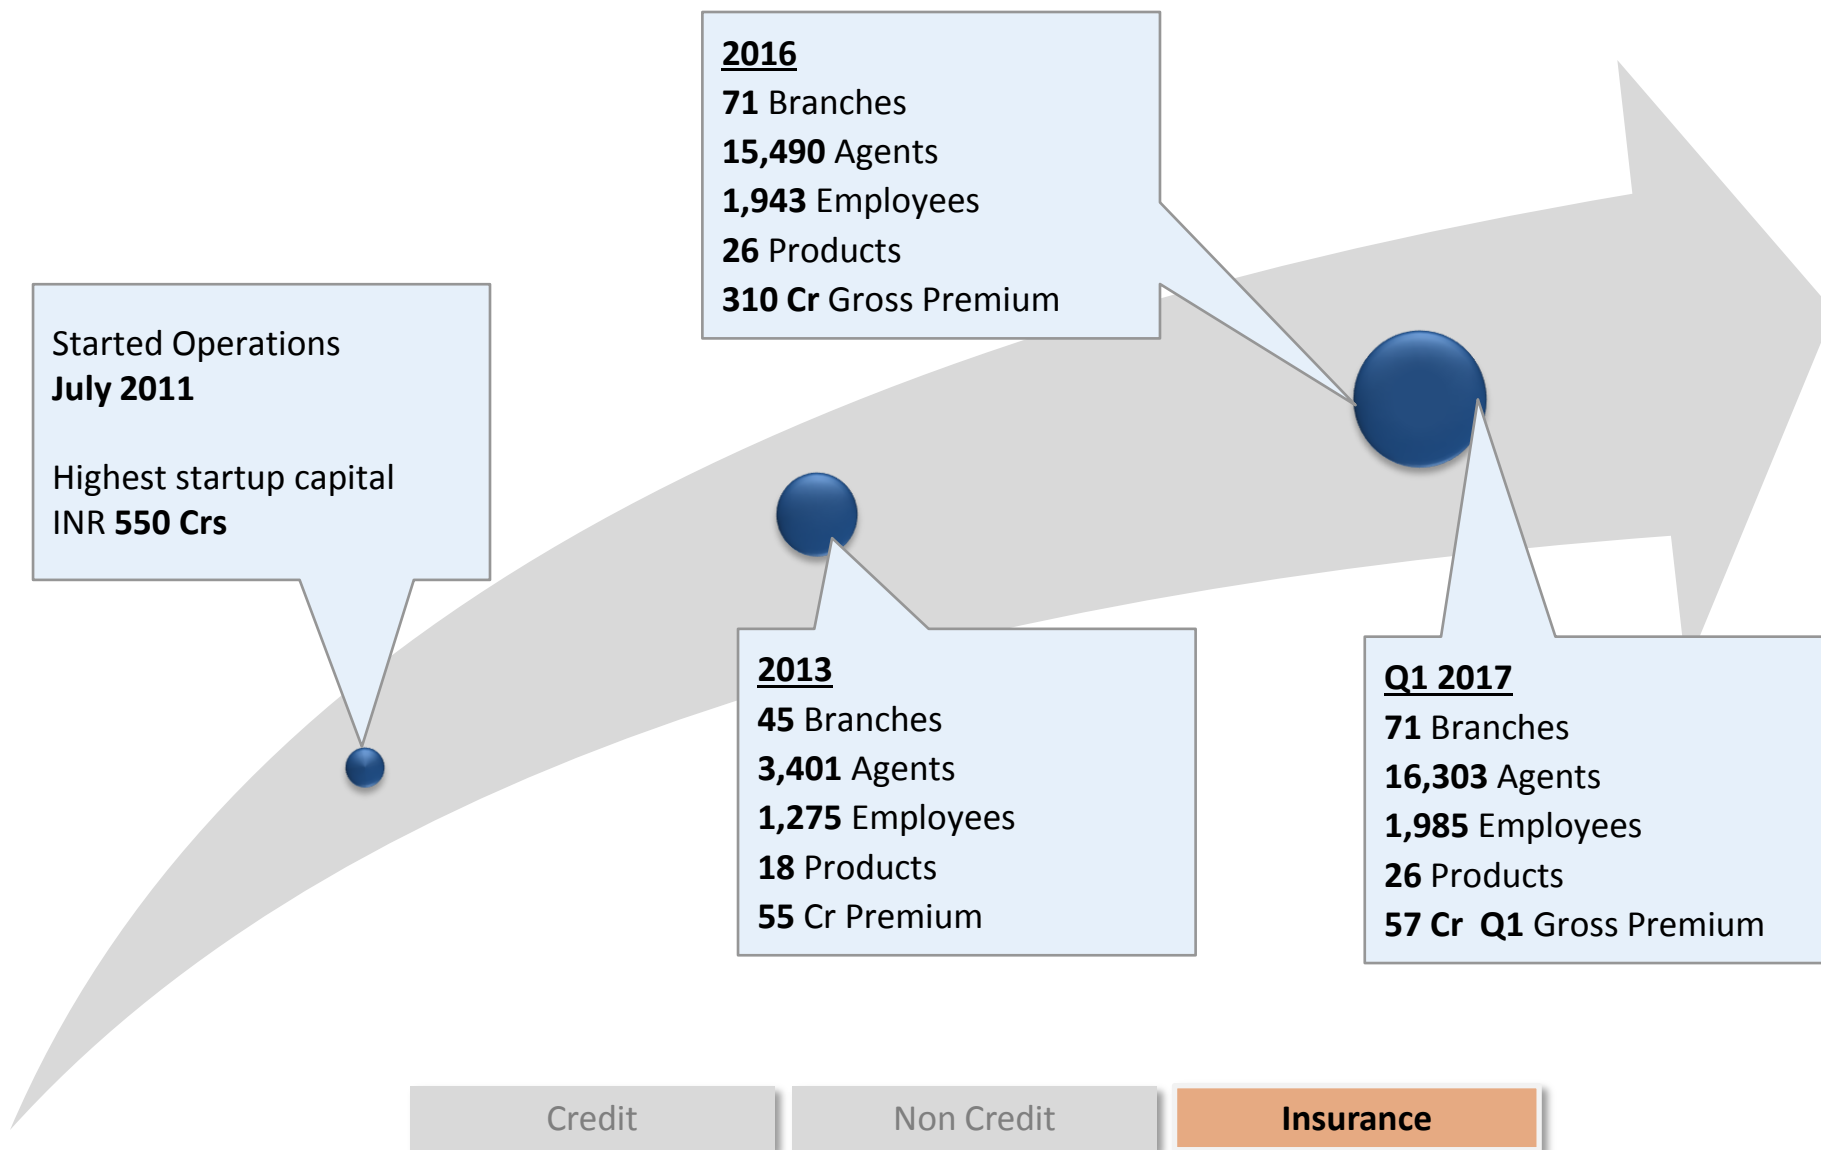 Started Operations
July 2011
Highest startup capital
INR 550 Crs
2016
71 Branches
15,490 Agents
1,943 Employees
26 Products
310 Cr Gross Premium
2013
45 Branches
3,401 Agents
1,275 Employees
18 Products
55 Cr Premium
Q1 2017
71 Branches
16,303 Agents
1,985 Employees
26 Products
57 Cr  Q1 Gross Premium
Credit
Non Credit
Insurance